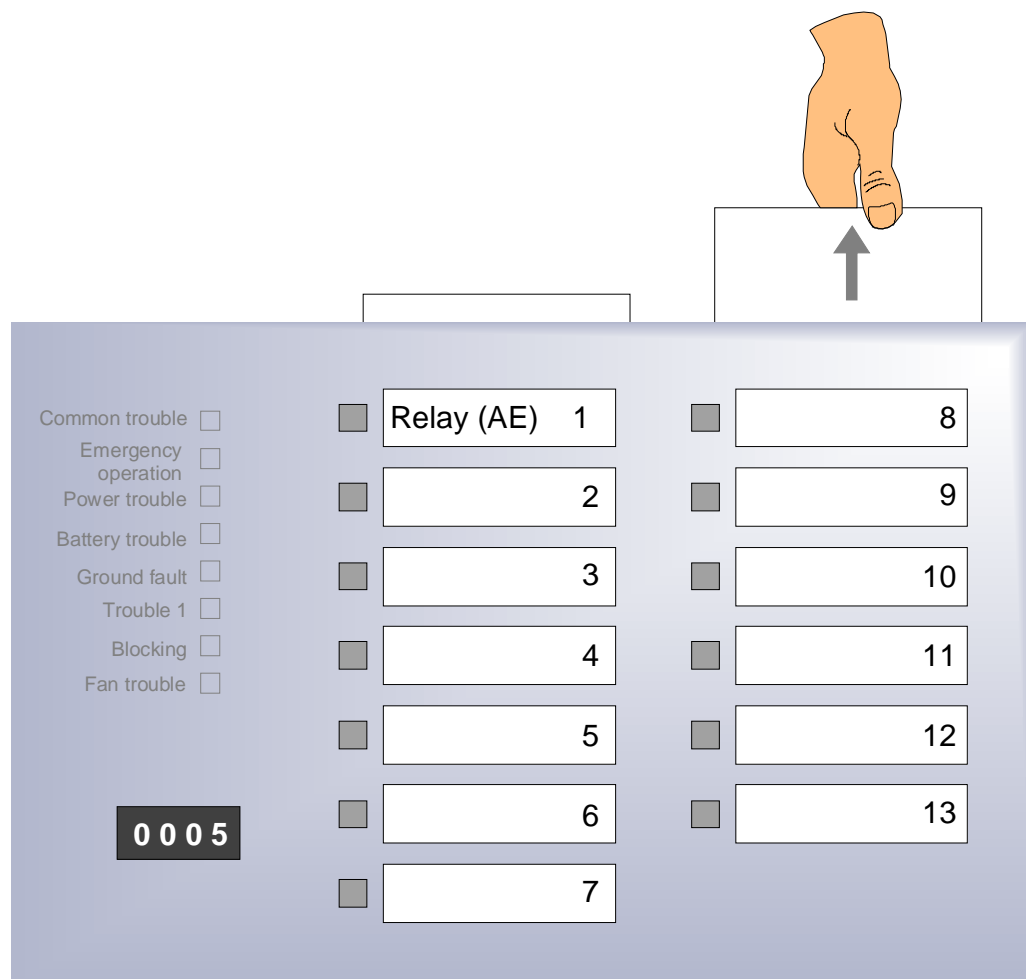 Common trouble
Emergency
operation
Power trouble
Battery trouble
Ground fault
Trouble 1
Blocking
Fan trouble
0005
Relay (AE) 1
2
3
4
5
6
7
8
9
10
11
12
13